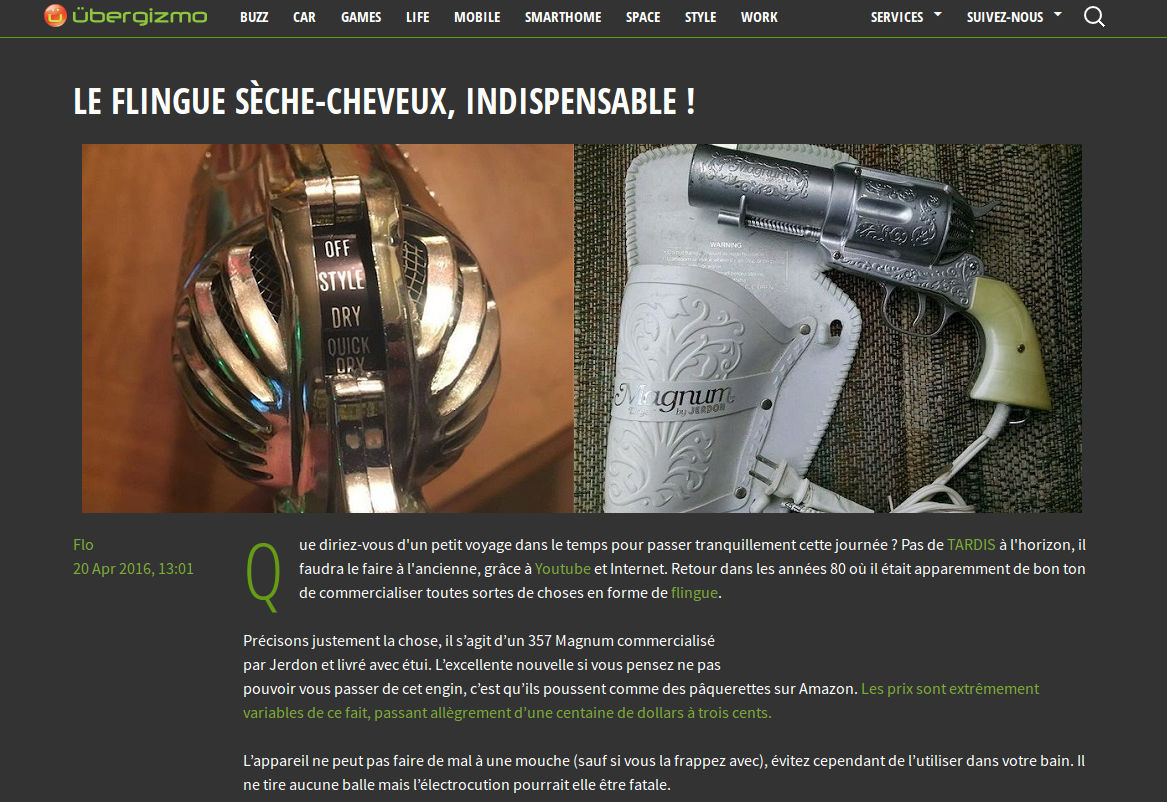 übergizmo
BUZZ CAR GAMES LIFE MOBILE SMARTHOME SPACE STYLE WORK SERVICES SUIVEZ-NOUS
LE FLINGUE SÈCHE-CHEVEUX, INDISPENSABLE !
OFF
STYLE
DRY
QUICK
DRY
WARNING
Magnum
by JERDON
Flo
20 Apr 2016, 13:01
Que diriez-vous d'un petit voyage dans le temps pour passer tranquillement cette journée ? Pas de TARDIS à l'horizon, il
faudra le faire à l'ancienne, grâce à Youtube et Internet. Retour dans les années 80 où il était apparemment de bon ton
de commercialiser toutes sortes de choses en forme de flingue.
Précisons justement la chose, il s’agit d’un 357 Magnum commercialisé
par Jerdon et livré avec étui. L’excellente nouvelle si vous pensez ne pas
pouvoir vous passer de cet engin, c’est qu’ils poussent comme des pâquerettes sur Amazon. Les prix sont extrêmement
variables de ce fait, passant allègrement d’une centaine de dollars à trois cents.
L’appareil ne peut pas faire de mal à une mouche (sauf si vous la frappez avec), évitez cependant de l’utiliser dans votre bain. Il
ne tire aucune balle mais l’électrocution pourrait elle être fatale.